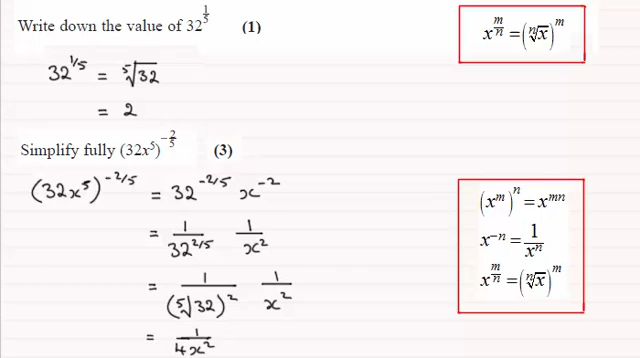 Write down the value of 32^(1/5) (1)
x^(m/n) = (ⁿ√x)^m
32^(1/5) = ⁵√32
= 2
Simplify fully (32x⁵)^(-2/5) (3)
(32x⁵)^(-2/5) = 32^(-2/5) x^(-2)
= 1/32^(2/5) 1/x²
= 1/(⁵√32)² 1/x²
= 1/4x²
(x^m)^n = x^(mn)
x^(-n) = 1/x^n
x^(m/n) = (ⁿ√x)^m